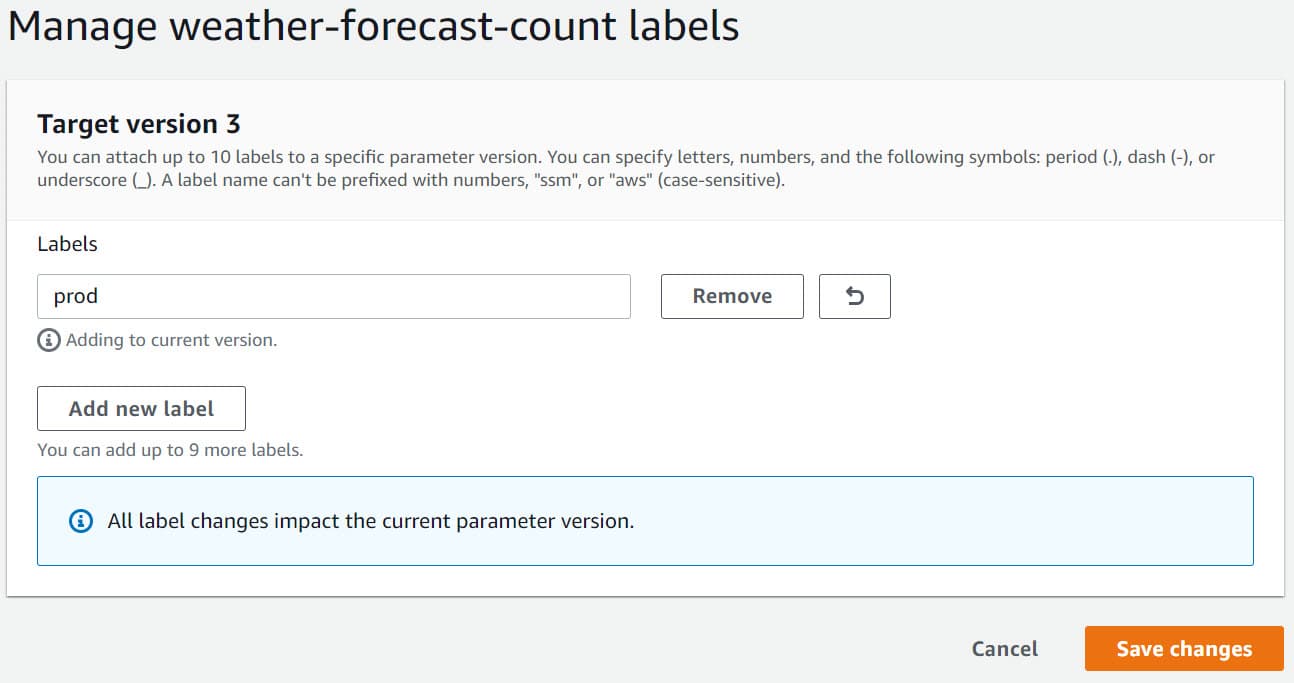 Manage weather-forecast-count labels
Target version 3
You can attach up to 10 labels to a specific parameter version. You can specify letters, numbers, and the following symbols: period (.), dash (-), or
underscore (_). A label name can't be prefixed with numbers, "ssm", or "aws" (case-sensitive).
Labels
prod
Remove
Adding to current version.
Add new label
You can add up to 9 more labels.
All label changes impact the current parameter version.
Cancel
Save changes